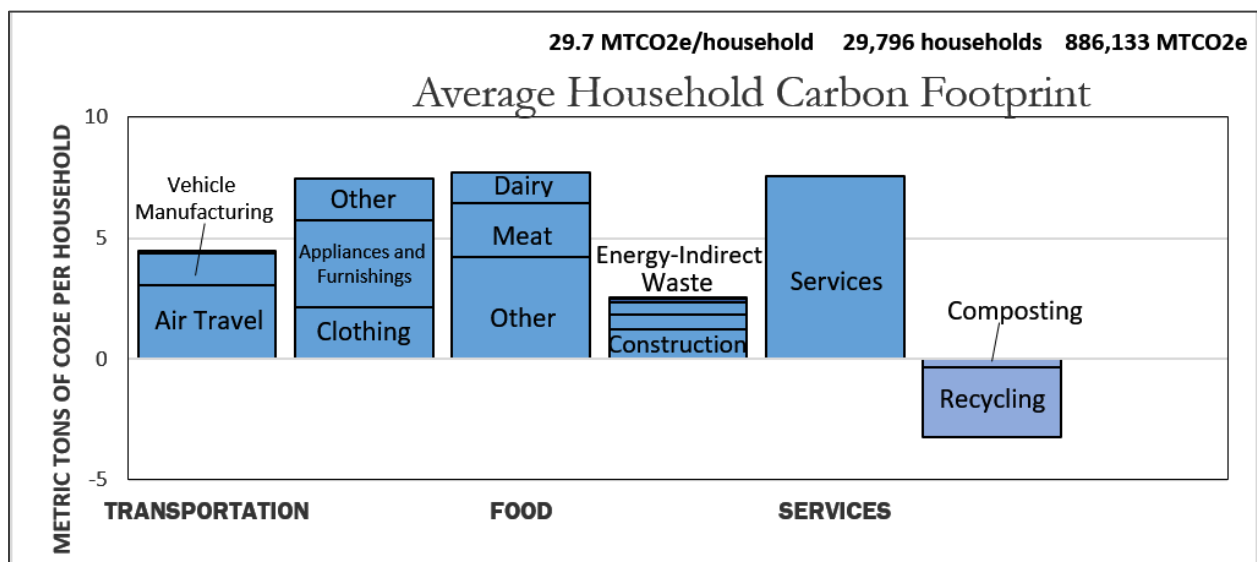 29.7 MTCO2e/household 29,796 households 886,133 MTCO2e
Average Household Carbon Footprint
METRIC TONS OF CO2E PER HOUSEHOLD
10
5
0
-5
Vehicle
Manufacturing
Air Travel
Other
Appliances and
Furnishings
Clothing
Dairy
Meat
Other
Energy-Indirect
Waste
Construction
Services
Composting
Recycling
TRANSPORTATION FOOD SERVICES